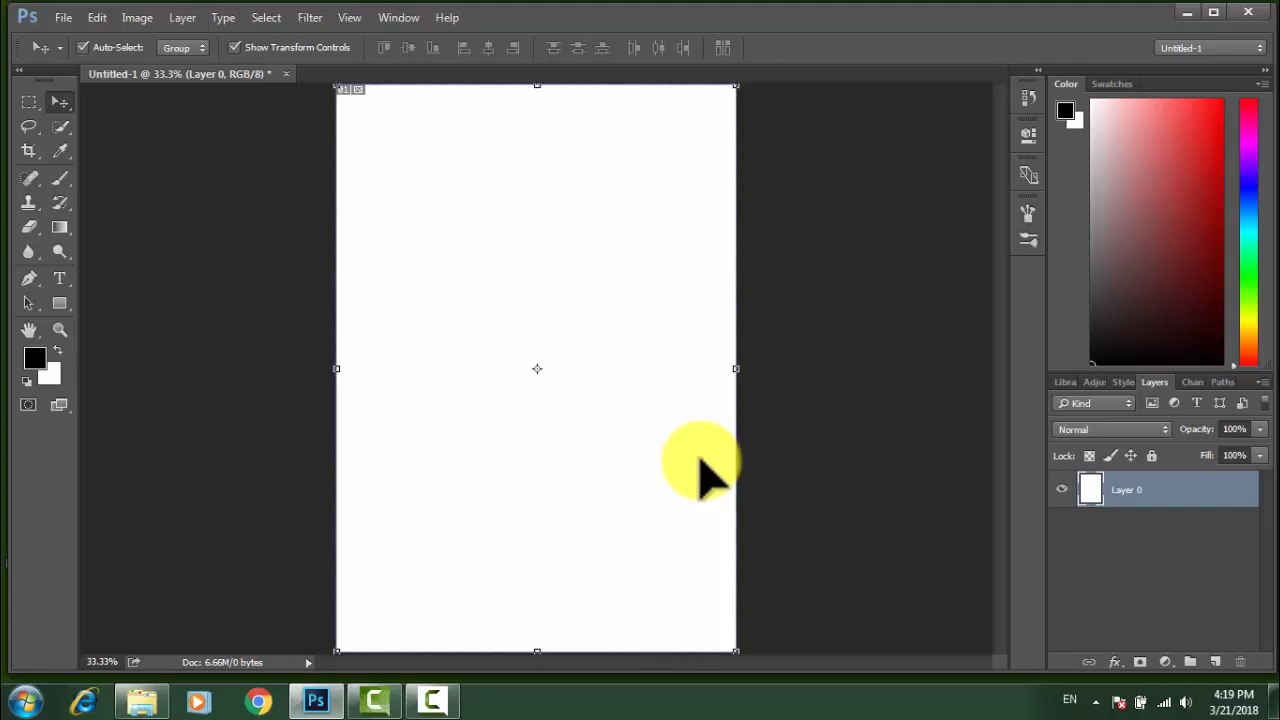 Ps File Edit Image Layer Type Select Filter View Window Help
Auto-Select: Group Show Transform Controls Untitled-1
Untitled-1 @ 33.3% (Layer 0, RGB/8) * ×
01
Color Swatches
T
Libra Adju Style Layers Chan Paths
Kind T
Normal Opacity: 100%
Lock: Fill: 100%
Layer 0
33.33% Doc: 6.66M/0 bytes
fx
Ps C C EN 4:19 PM
3/21/2018